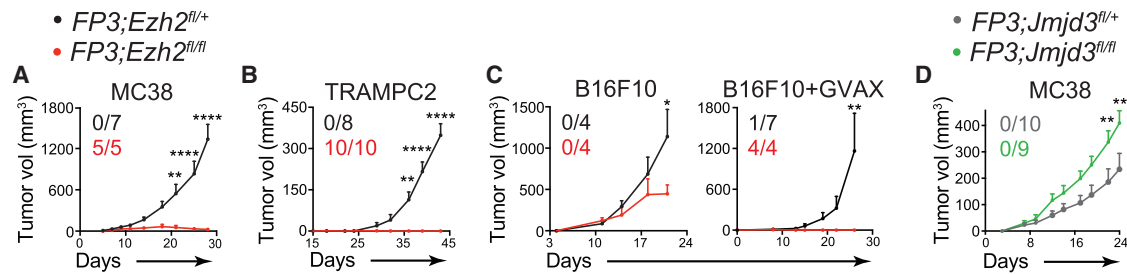 FP3;Ezh2fl/+
FP3;Ezh2fl/fl
FP3;Jmjd3fl/+
FP3;Jmjd3fl/fl
A
MC38
Tumor vol (mm3)
1800
1200
600
0
0/7
5/5
**
****
****
0 10 20 30
Days
B
TRAMPC2
Tumor vol (mm3)
450
300
150
0
0/8
10/10
**
****
****
15 25 35 45
Days
C
B16F10
Tumor vol (mm3)
1500
1000
500
0
0/4
0/4
*
3 10 17 24
Days
B16F10+GVAX
1800
1200
600
0
1/7
4/4
**
0 10 20 30
D
MC38
Tumor vol (mm3)
400
300
200
100
0
0/10
0/9
**
**
0 8 16 24
Days